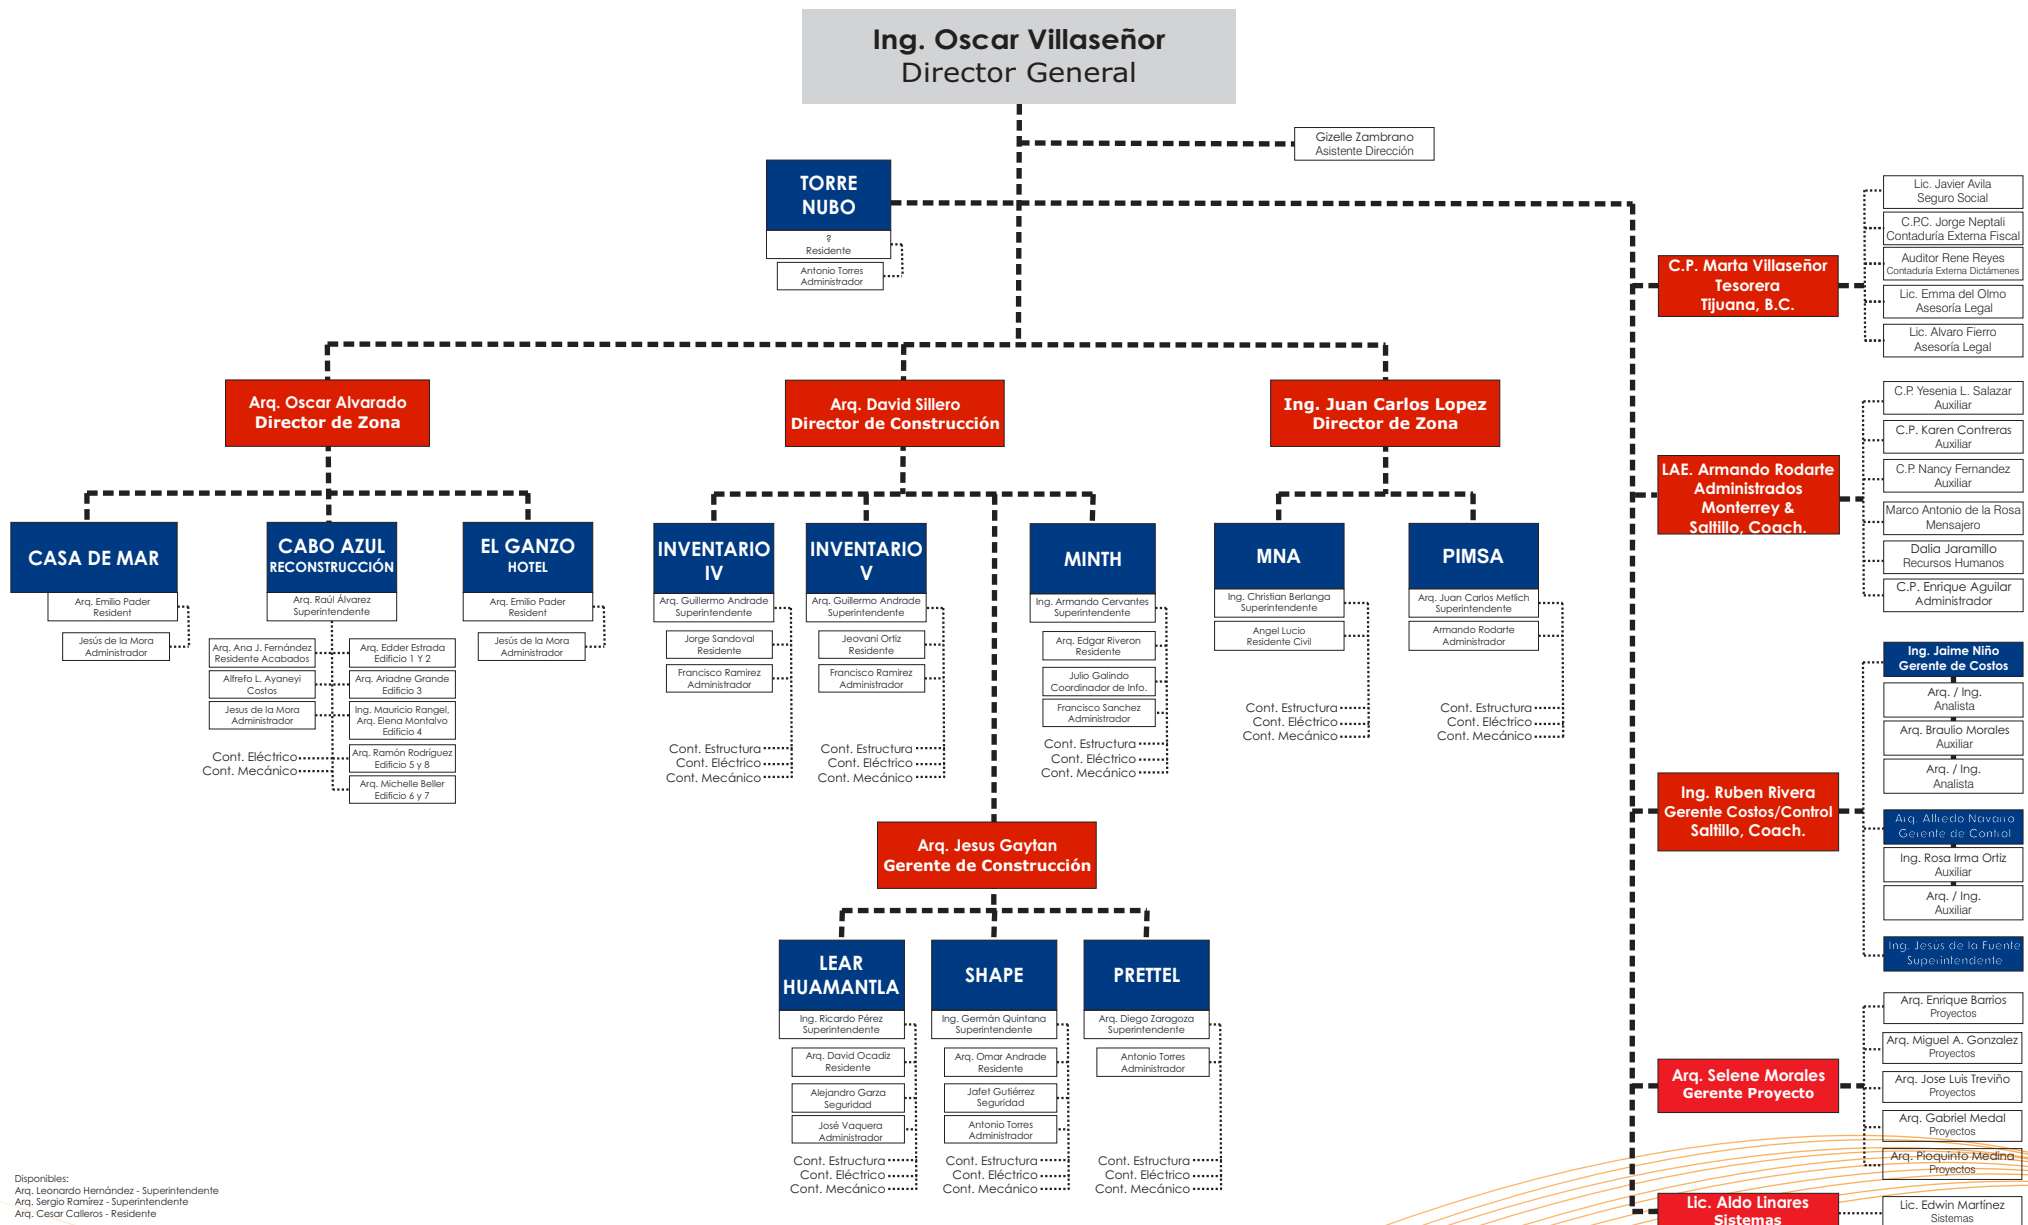 Ing. Oscar Villaseñor
Director General
Gizelle Zambrano
Asistente Dirección
TORRE
NUBO
?
Residente
Antonio Torres
Administrador
Arq. Oscar Alvarado
Director de Zona
Arq. David Sillero
Director de Construcción
Ing. Juan Carlos Lopez
Director de Zona
CASA DE MAR
Arq. Emilio Pader
Resident
Jesús de la Mora
Administrador
CABO AZUL
RECONSTRUCCIÓN
Arq. Raúl Álvarez
Superintendente
Arq. Ana J. Fernández
Residente Acabados
Alfrefo L. Ayaneyi
Costos
Jesus de la Mora
Administrador
Cont. Eléctrico
Cont. Mecánico
Arq. Edder Estrada
Edificio 1 Y 2
Arq. Ariadne Grande
Edificio 3
Ing. Mauricio Rangel,
Arq. Elena Montalvo
Edificio 4
Arq. Ramón Rodríguez
Edificio 5 y 8
Arq. Michelle Beller
Edificio 6 y 7
EL GANZO
HOTEL
Arq. Emilio Pader
Resident
Jesús de la Mora
Administrador
INVENTARIO
IV
Arq. Guillermo Andrade
Superintendente
Jorge Sandoval
Residente
Francisco Ramirez
Administrador
Cont. Estructura
Cont. Eléctrico
Cont. Mecánico
INVENTARIO
V
Arq. Guillermo Andrade
Superintendente
Jeovani Ortiz
Residente
Francisco Ramirez
Administrador
Cont. Estructura
Cont. Eléctrico
Cont. Mecánico
MINTH
Ing. Armando Cervantes
Superintendente
Arq. Edgar Riveron
Residente
Julio Galindo
Coordinador de Info.
Francisco Sanchez
Administrador
Cont. Estructura
Cont. Eléctrico
Cont. Mecánico
MNA
Ing. Christian Berlanga
Superintendente
Angel Lucio
Residente Civil
Cont. Estructura
Cont. Eléctrico
Cont. Mecánico
PIMSA
Arq. Juan Carlos Metlich
Superintendente
Armando Rodarte
Administrador
Cont. Estructura
Cont. Eléctrico
Cont. Mecánico
Arq. Jesus Gaytan
Gerente de Construcción
LEAR
HUAMANTLA
Ing. Ricardo Pérez
Superintendente
Arq. David Ocadiz
Residente
Alejandro Garza
Seguridad
José Vaquera
Administrador
Cont. Estructura
Cont. Eléctrico
Cont. Mecánico
SHAPE
Ing. Germán Quintana
Superintendente
Arq. Omar Andrade
Residente
Jafet Gutiérrez
Seguridad
Antonio Torres
Administrador
Cont. Estructura
Cont. Eléctrico
Cont. Mecánico
PRETTEL
Arq. Diego Zaragoza
Superintendente
Antonio Torres
Administrador
Cont. Estructura
Cont. Eléctrico
Cont. Mecánico
C.P. Marta Villaseñor
Tesorera
Tijuana, B.C.
Lic. Javier Avila
Seguro Social
C.P.C. Jorge Neptali
Contaduría Externa Fiscal
Auditor Rene Reyes
Contaduría Externa Dictámenes
Lic. Emma del Olmo
Asesoría Legal
Lic. Alvaro Fierro
Asesoría Legal
LAE. Armando Rodarte
Administrados
Monterrey &
Saltillo, Coach.
C.P. Yesenia L. Salazar
Auxiliar
C.P. Karen Contreras
Auxiliar
C.P. Nancy Fernandez
Auxiliar
Marco Antonio de la Rosa
Mensajero
Dalia Jaramillo
Recursos Humanos
C.P. Enrique Aguilar
Administrador
Ing. Ruben Rivera
Gerente Costos/Control
Saltillo, Coach.
Ing. Jaime Niño
Gerente de Costos
Arq. / Ing.
Analista
Arq. Braulio Morales
Auxiliar
Arq. / Ing.
Analista
Arq. Alfredo Navarro
Gerente de Control
Ing. Rosa Irma Ortiz
Auxiliar
Arq. / Ing.
Auxiliar
Ing. Jesús de la Fuente
Superintendente
Arq. Selene Morales
Gerente Proyecto
Arq. Enrique Barrios
Proyectos
Arq. Miguel A. Gonzalez
Proyectos
Arq. Jose Luis Treviño
Proyectos
Arq. Gabriel Medal
Proyectos
Arq. Pioquinto Medina
Proyectos
Lic. Aldo Linares
Sistemas
Lic. Edwin Martínez
Sistemas
Disponibles:
Arq. Leonardo Hernández - Superintendente
Arq. Sergio Ramírez - Superintendente
Arq. Cesar Calleros - Residente